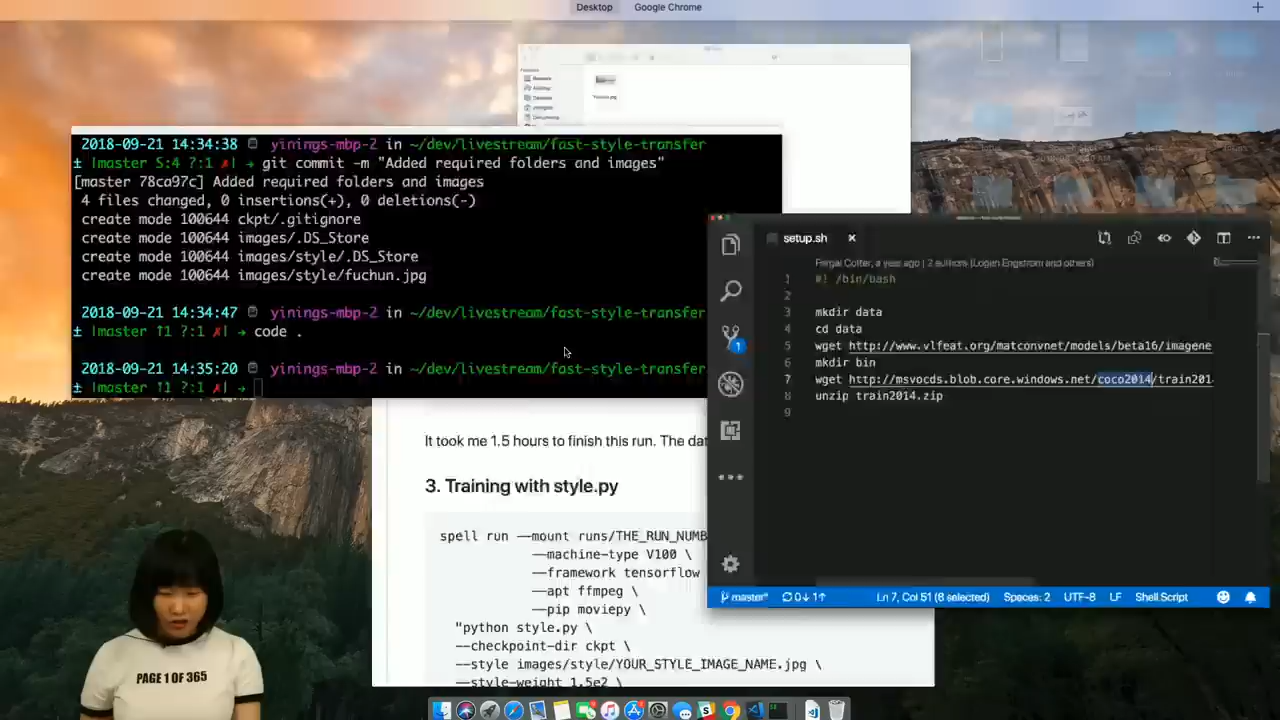 Desktop
Google Chrome
2018-09-21 14:34:38 yinings-mbp-2 in ~/dev/livestream/fast-style-transfer
± |master S:4 ?:1 ✗| → git commit -m "Added required folders and images"
[master 78ca97c] Added required folders and images
4 files changed, 0 insertions(+), 0 deletions(-)
create mode 100644 ckpt/.gitignore
create mode 100644 images/.DS_Store
create mode 100644 images/style/.DS_Store
create mode 100644 images/style/fuchun.jpg
2018-09-21 14:34:47 yinings-mbp-2 in ~/dev/livestream/fast-style-transfer
± |master ↑1 ?:1 ✗| → code .
2018-09-21 14:35:20 yinings-mbp-2 in ~/dev/livestream/fast-style-transfer
± |master ↑1 ?:1 ✗| →
setup.sh
Fergal Cotter, a year ago | 2 authors (Logan Engstrom and others)
1 #! /bin/bash
2
3 mkdir data
4 cd data
5 wget http://www.vlfeat.org/matconvnet/models/beta16/imagene
6 mkdir bin
7 wget http://msvocds.blob.core.windows.net/coco2014/train201
8 unzip train2014.zip
9
1
master* 0↓ 1↑ Ln 7, Col 51 (8 selected) Spaces: 2 UTF-8 LF Shell Script
It took me 1.5 hours to finish this run. The dat
3. Training with style.py
spell run --mount runs/THE_RUN_NUMB
--machine-type V100 \
--framework tensorflow
--apt ffmpeg \
--pip moviepy \
"python style.py \
--checkpoint-dir ckpt \
--style images/style/YOUR_STYLE_IMAGE_NAME.jpg \
--style-weight 1.5e2 \
PAGE 1 OF 365